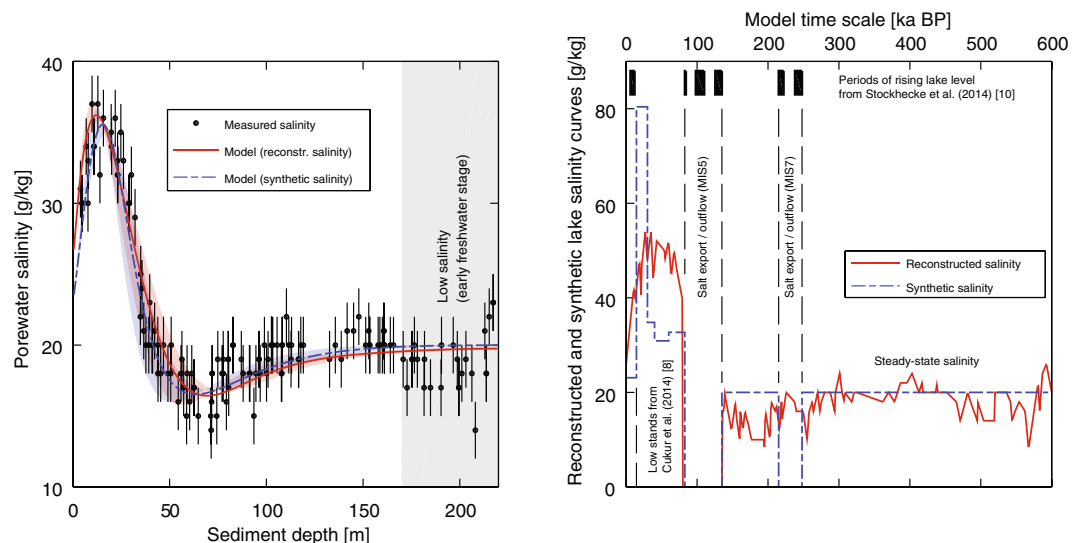 Porewater salinity [g/kg]
40
30
20
10
Measured salinity
Model (reconstr. salinity)
Model (synthetic salinity)
Low salinity
(early freshwater stage)
0
50
100
150
200
Sediment depth [m]
Model time scale [ka BP]
0
100
200
300
400
500
600
Reconstructed and synthetic lake salinity curves [g/kg]
80
60
40
20
0
Periods of rising lake level
from Stockhecke et al. (2014) [10]
Salt export / outflow (MIS5)
Salt export / outflow (MIS7)
Reconstructed salinity
Synthetic salinity
Steady-state salinity
Low stands from
Cukur et al. (2014) [8]